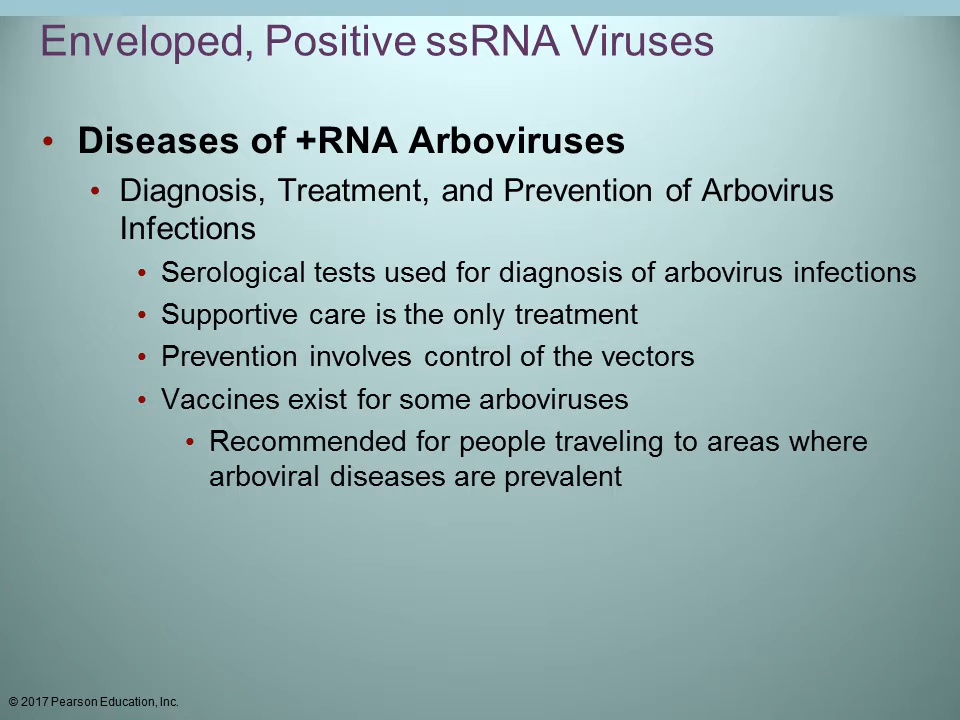 Enveloped, Positive ssRNA Viruses
• Diseases of +RNA Arboviruses
• Diagnosis, Treatment, and Prevention of Arbovirus
Infections
• Serological tests used for diagnosis of arbovirus infections
• Supportive care is the only treatment
• Prevention involves control of the vectors
• Vaccines exist for some arboviruses
• Recommended for people traveling to areas where
arboviral diseases are prevalent
© 2017 Pearson Education, Inc.